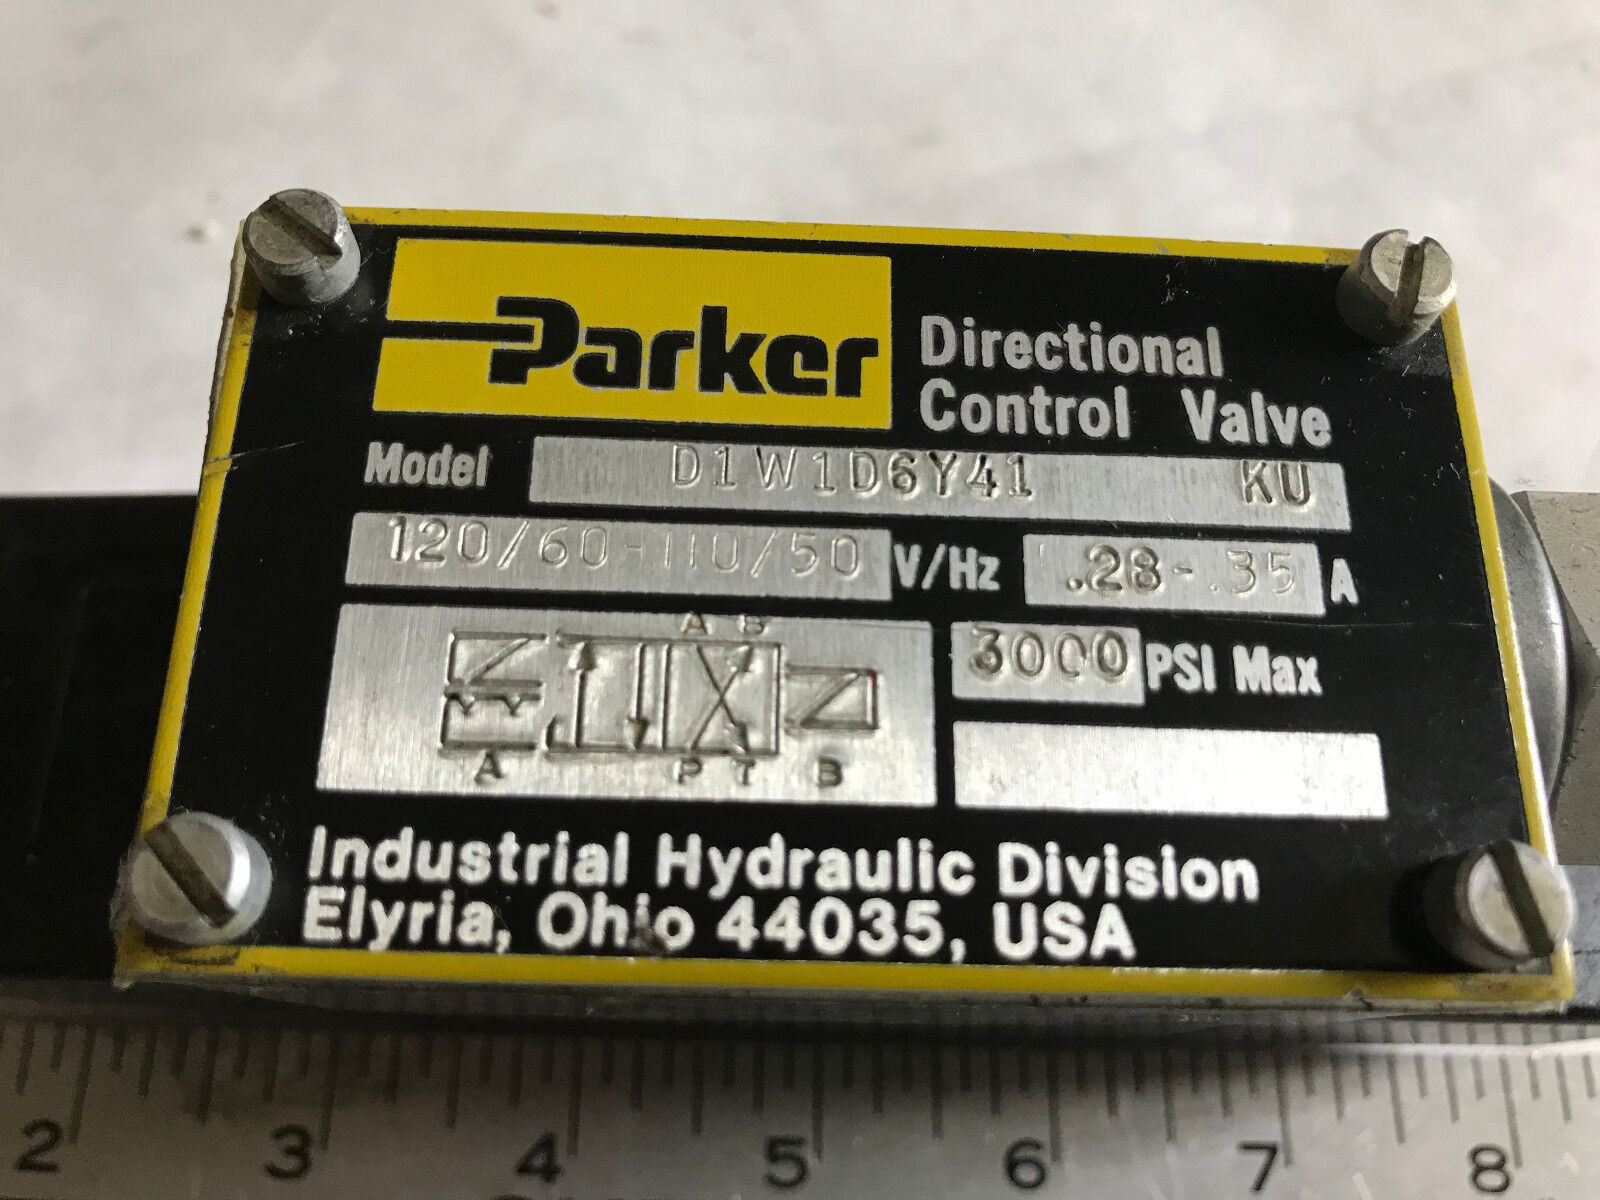 Parker
Directional
Control Valve
Model D1W1D6Y41 KU
120/60-110/50 V/Hz .28-.35 A
3000 PSI Max
A B
A P T B
Industrial Hydraulic Division
Elyria, Ohio 44035, USA
2 3 4 5 6 7 8